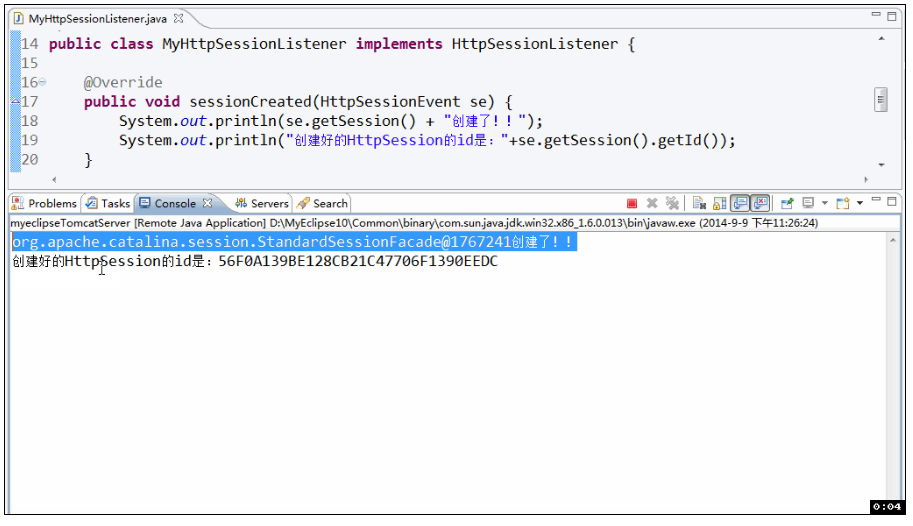 MyHttpSessionListener.java
14 public class MyHttpSessionListener implements HttpSessionListener {
15
16 @Override
17 public void sessionCreated(HttpSessionEvent se) {
18 System.out.println(se.getSession() + "创建了!！");
19 System.out.println("创建好的HttpSession的id是："+se.getSession().getId());
20 }
Problems Tasks Console Servers Search
myeclipseTomcatServer [Remote Java Application] D:\MyEclipse10\Common\binary\com.sun.java.jdk.win32.x86_1.6.0.013\bin\javaw.exe (2014-9-9 下午11:26:24)
org.apache.catalina.session.StandardSessionFacade@1767241创建了!！
创建好的HttpSession的id是：56F0A139BE128CB21C47706F1390EEDC
0:04